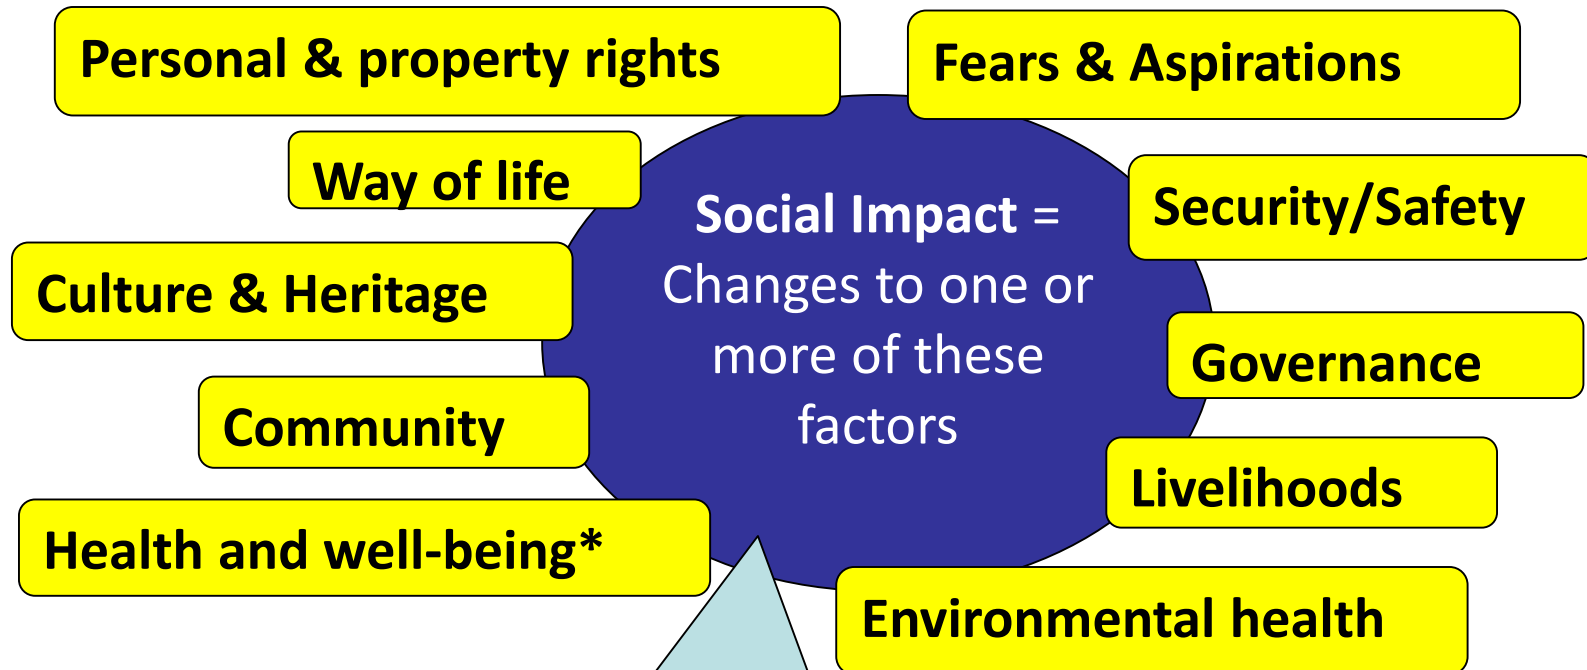 Personal & property rights
Fears & Aspirations
Way of life
Security/Safety
Social Impact =
Changes to one or
more of these
factors
Culture & Heritage
Governance
Community
Livelihoods
Health and well-being*
Environmental health